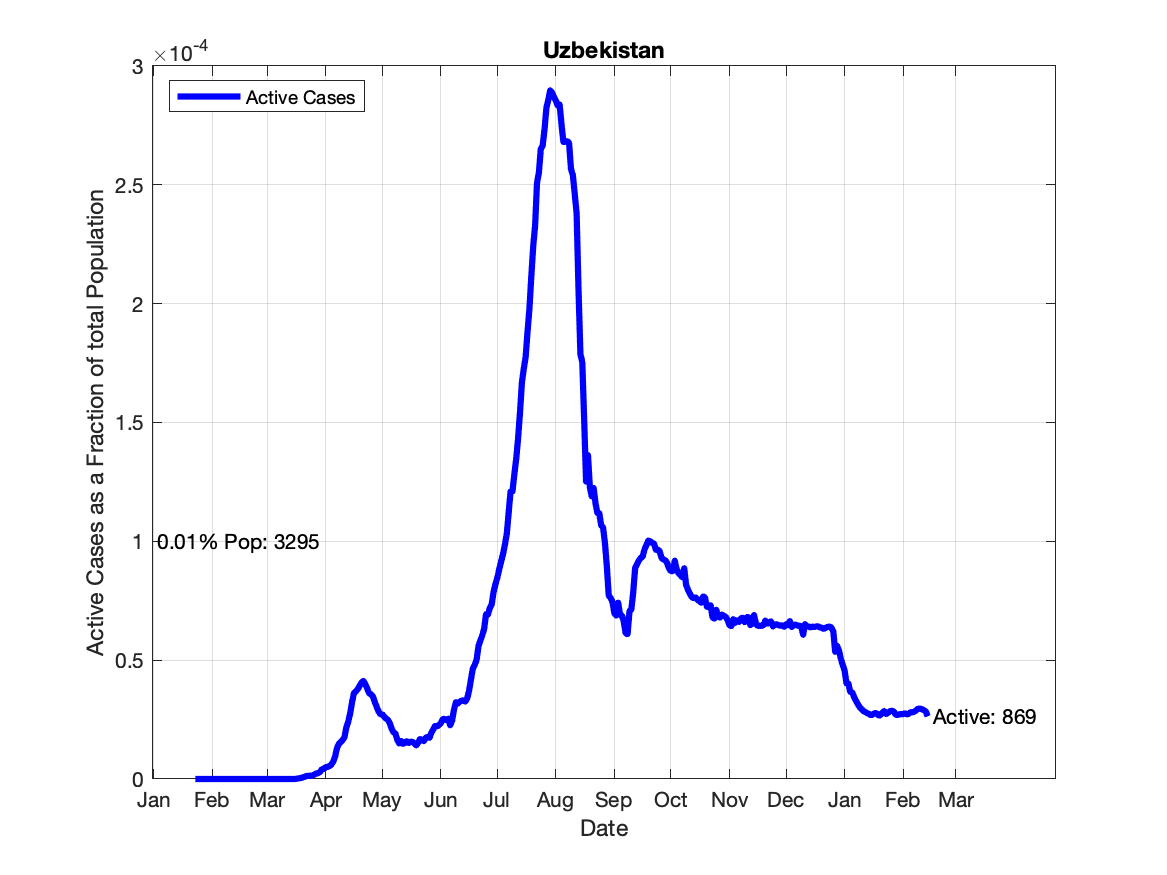 Uzbekistan
×10⁻⁴
3
2.5
2
1.5
1
0.5
0
Active Cases as a Fraction of total Population
Active Cases
0.01% Pop: 3295
Active: 869
Jan Feb Mar Apr May Jun Jul Aug Sep Oct Nov Dec Jan Feb Mar
Date